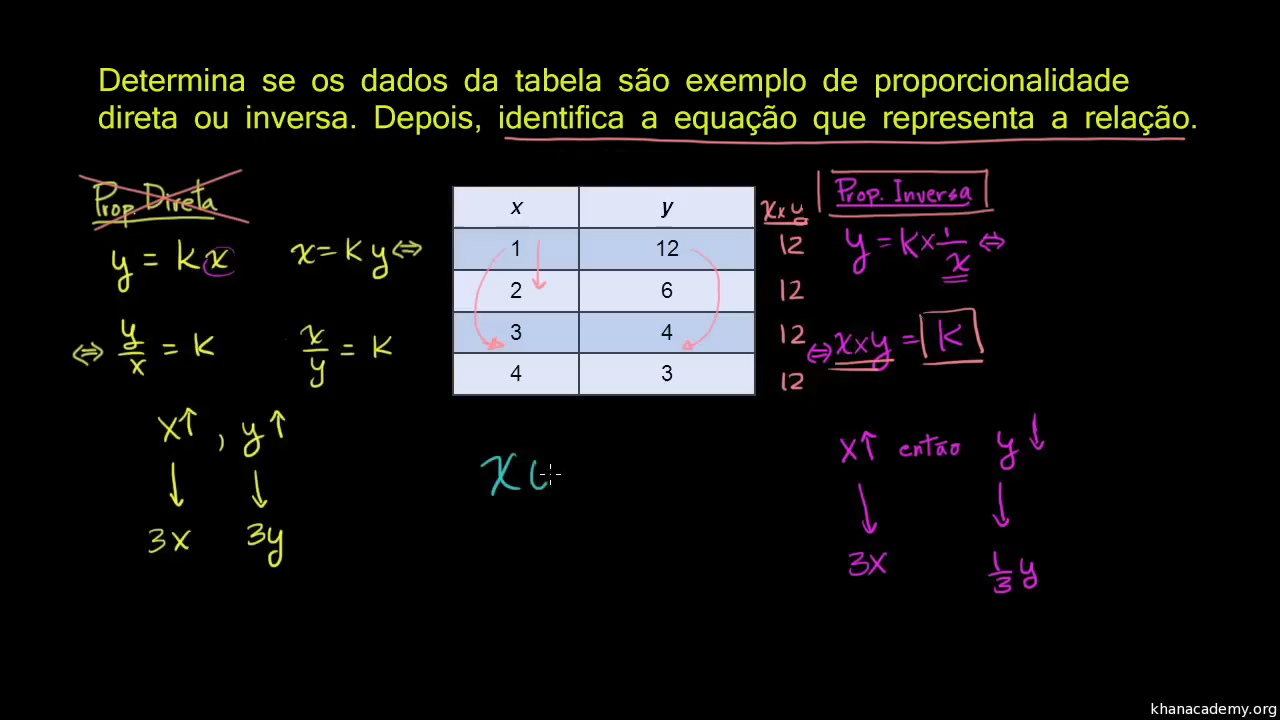 Determina se os dados da tabela são exemplo de proporcionalidade
direta ou inversa. Depois, identifica a equação que representa a relação.
Prop. Direta
y = k x
x = k y ⇔
⇔ y/x = k
x/y = k
x↑ , y↑
↓ ↓
3x 3y
x y
1 12
2 6
3 4
4 3
x×y
12
12
12
12
Prop. Inversa
y = k × 1/x ⇔
⇔ x×y = k
x↑ então y↓
↓ ↓
3x 1/3 y
x
khanacademy.org